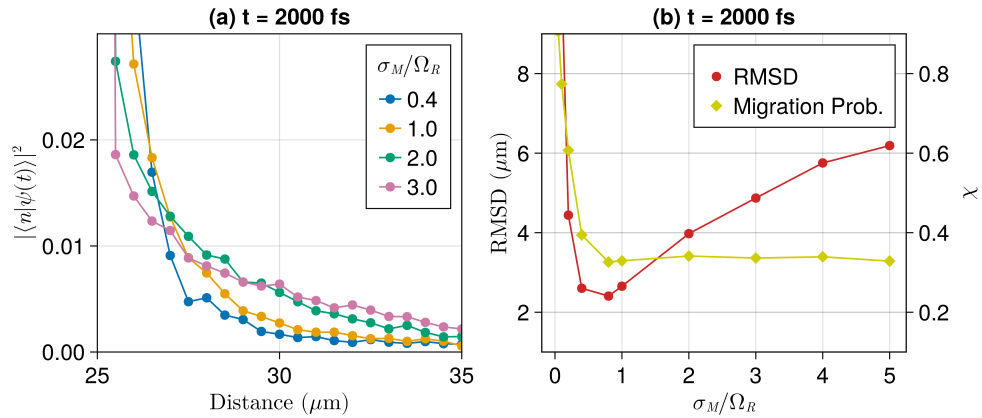 (a) t = 2000 fs
|⟨n|ψ(t)⟩|²
0.02
0.01
0.00
25
30
35
Distance (μm)
σ_M/Ω_R
0.4
1.0
2.0
3.0
(b) t = 2000 fs
RMSD (μm)
8
6
4
2
0
1
2
3
4
5
σ_M/Ω_R
0.8
0.6
0.4
0.2
χ
RMSD
Migration Prob.